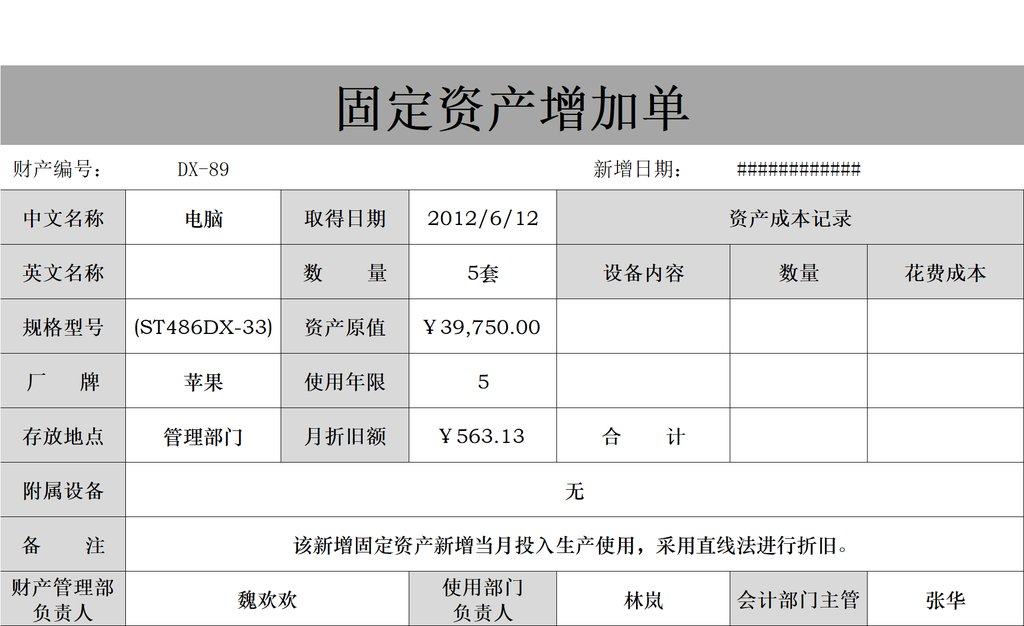 固定资产增加单
财产编号： DX-89 新增日期： ############
中文名称 电脑 取得日期 2012/6/12 资产成本记录
英文名称 数 量 5套 设备内容 数量 花费成本
规格型号 (ST486DX-33) 资产原值 ￥39,750.00
厂 牌 苹果 使用年限 5
存放地点 管理部门 月折旧额 ￥563.13 合 计
附属设备 无
备 注 该新增固定资产新增当月投入生产使用，采用直线法进行折旧。
财产管理部 魏欢欢 使用部门 林岚 会计部门主管 张华
负责人 负责人